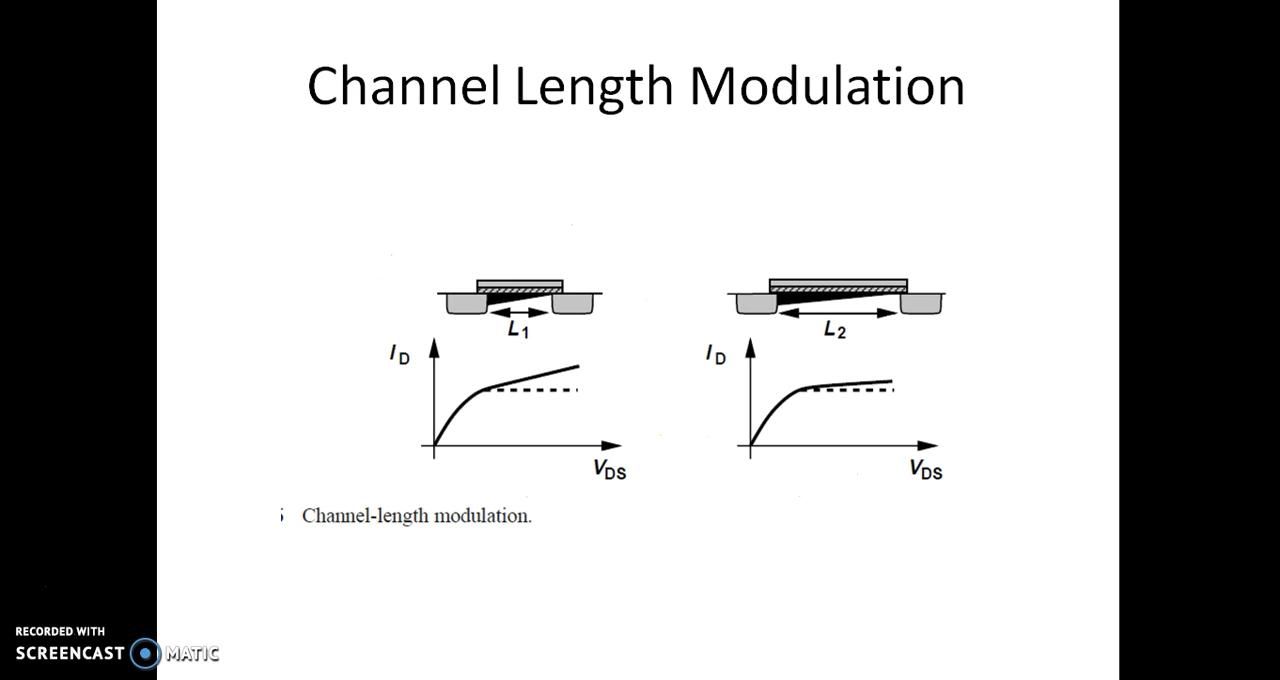 Channel Length Modulation
L1
L2
ID
ID
VDS
VDS
Channel-length modulation.
RECORDED WITH
SCREENCAST MATIC